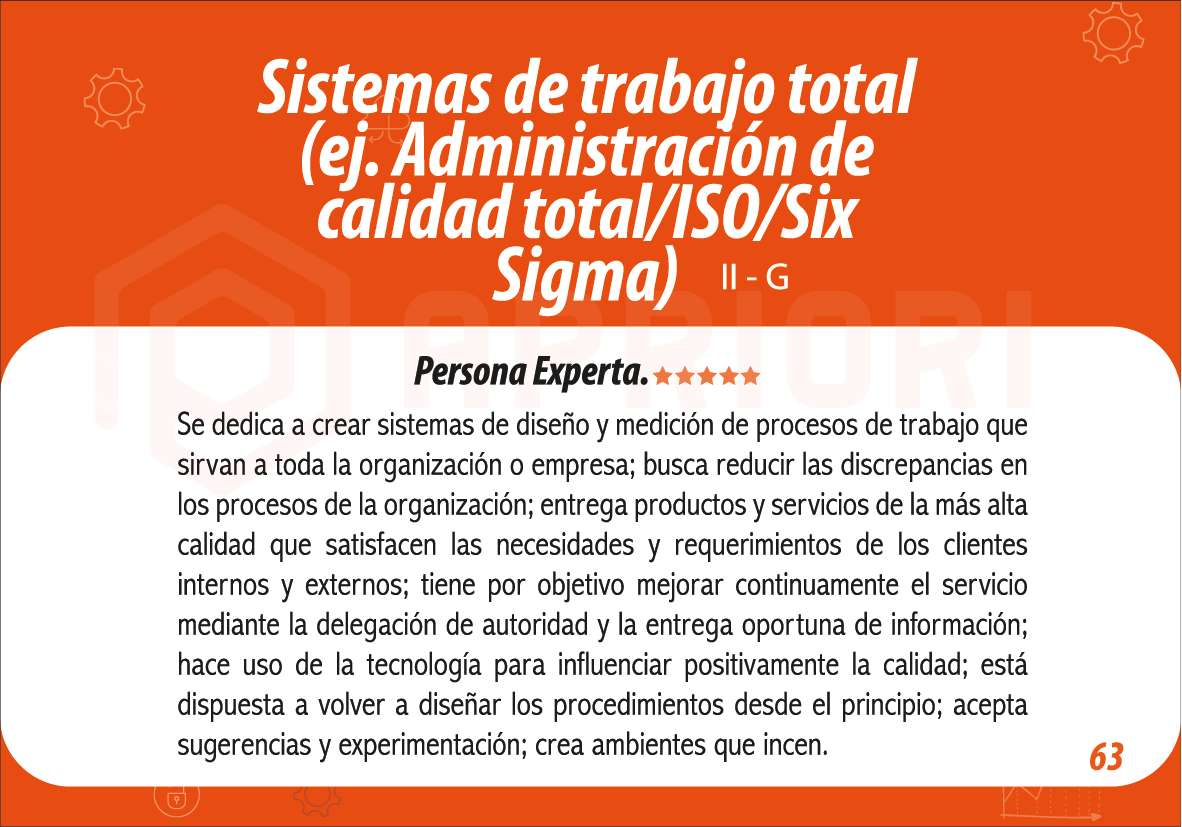 Sistemas de trabajo total
(ej. Administración de
calidad total/ISO/Six
Sigma) II - G
APRIORI
Persona Experta.
Se dedica a crear sistemas de diseño y medición de procesos de trabajo que
sirvan a toda la organización o empresa; busca reducir las discrepancias en
los procesos de la organización; entrega productos y servicios de la más alta
calidad que satisfacen las necesidades y requerimientos de los clientes
internos y externos; tiene por objetivo mejorar continuamente el servicio
mediante la delegación de autoridad y la entrega oportuna de información;
hace uso de la tecnología para influenciar positivamente la calidad; está
dispuesta a volver a diseñar los procedimientos desde el principio; acepta
sugerencias y experimentación; crea ambientes que incen.
63